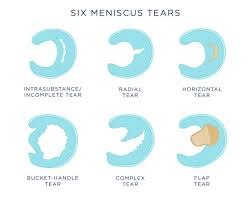 SIX MENISCUS TEARS
INTRASUBSTANCE/
INCOMPLETE TEAR
RADIAL
TEAR
HORIZONTAL
TEAR
BUCKET-HANDLE
TEAR
COMPLEX
TEAR
FLAP
TEAR